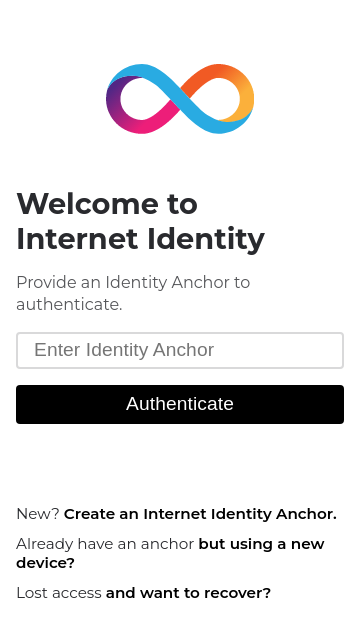 Welcome to
Internet Identity
Provide an Identity Anchor to
authenticate.
Enter Identity Anchor
Authenticate
New? Create an Internet Identity Anchor.
Already have an anchor but using a new
device?
Lost access and want to recover?